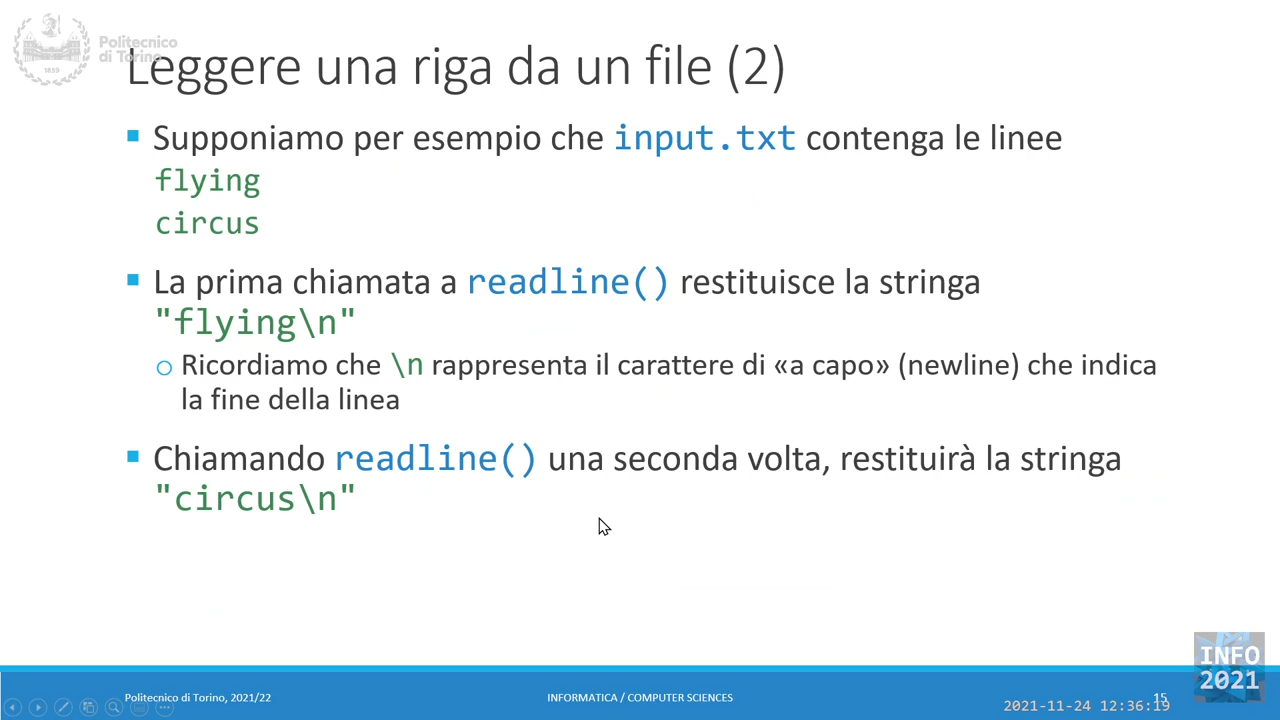 Politecnico
di Torino
1859
Leggere una riga da un file (2)
Supponiamo per esempio che input.txt contenga le linee
flying
circus
La prima chiamata a readline() restituisce la stringa
"flying\n"
Ricordiamo che \n rappresenta il carattere di «a capo» (newline) che indica
la fine della linea
Chiamando readline() una seconda volta, restituirà la stringa
"circus\n"
INFO
2021
Politecnico di Torino, 2021/22
INFORMATICA / COMPUTER SCIENCES
15
2021-11-24 12:36:19